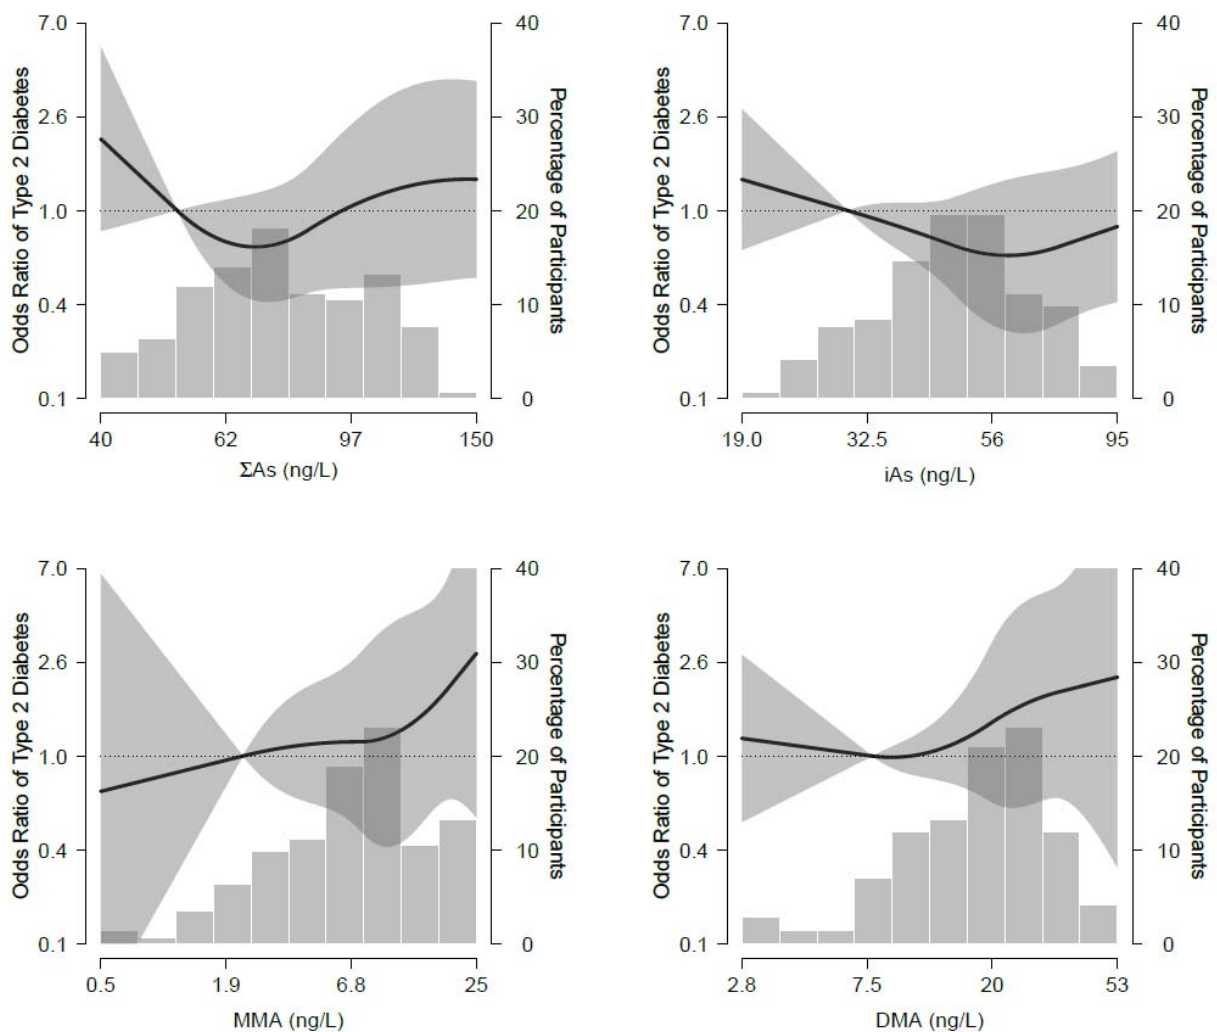 Odds Ratio of Type 2 Diabetes
7.0
2.6
1.0
0.4
0.1
40
30
20
10
0
Percentage of Participants
40 62 97 150
ΣAs (ng/L)
Odds Ratio of Type 2 Diabetes
7.0
2.6
1.0
0.4
0.1
40
30
20
10
0
Percentage of Participants
19.0 32.5 56 95
iAs (ng/L)
Odds Ratio of Type 2 Diabetes
7.0
2.6
1.0
0.4
0.1
40
30
20
10
0
Percentage of Participants
0.5 1.9 6.8 25
MMA (ng/L)
Odds Ratio of Type 2 Diabetes
7.0
2.6
1.0
0.4
0.1
40
30
20
10
0
Percentage of Participants
2.8 7.5 20 53
DMA (ng/L)